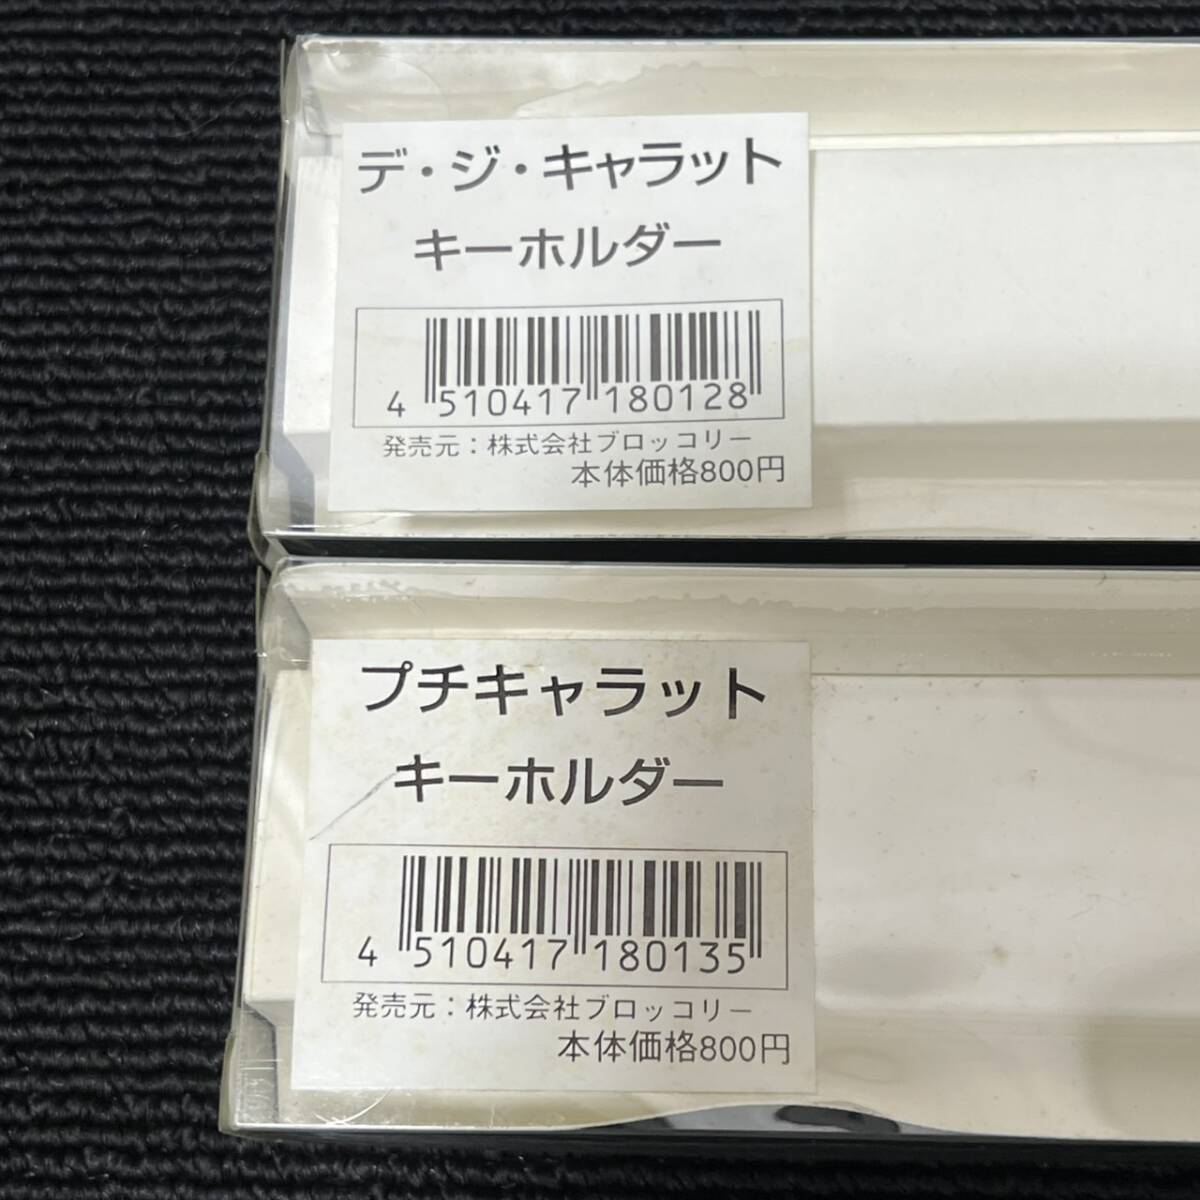 デ・ジ・キャラット
キーホルダー
4 510417 180128
発売元：株式会社ブロッコリー
本体価格800円
プチキャラット
キーホルダー
4 510417 180135
発売元：株式会社ブロッコリー
本体価格800円